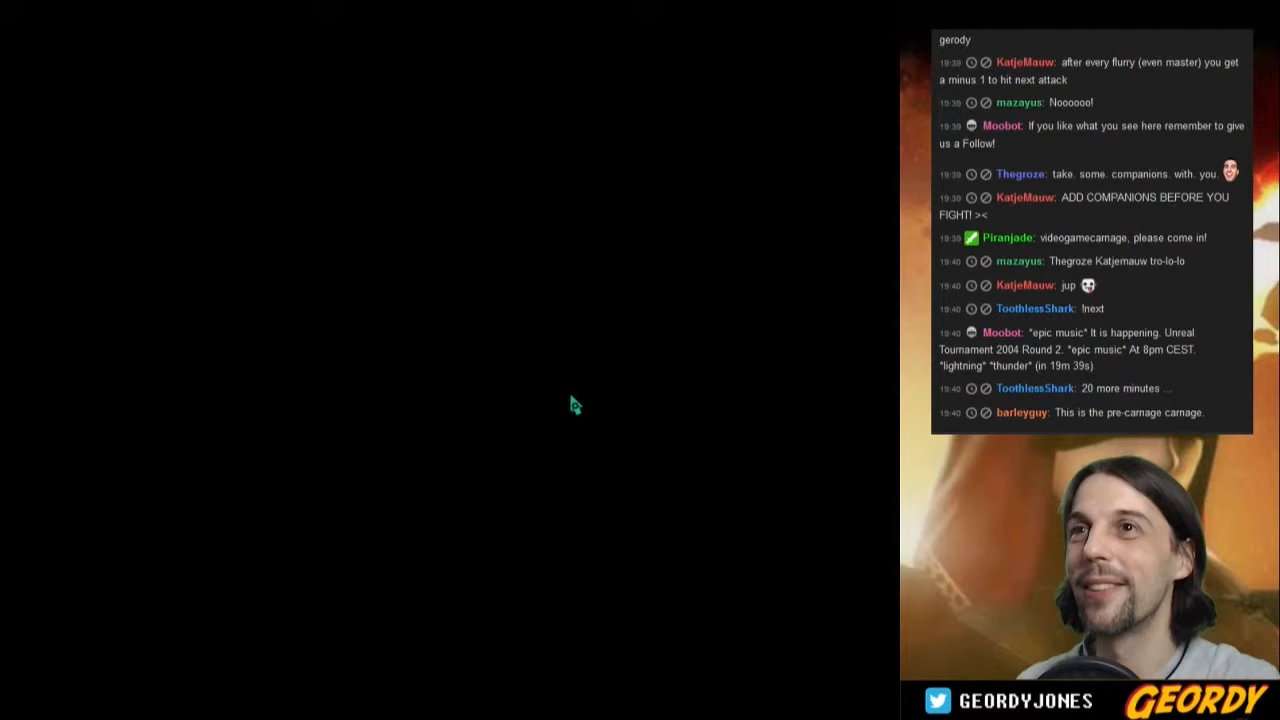 gerody
19:39 KatjeMauw: after every flurry (even master) you get
a minus 1 to hit next attack
19:39 mazayus: Noooooo!
19:39 Moobot: If you like what you see here remember to give
us a Follow!
19:39 Thegroze: take. some. companions. with. you.
19:39 KatjeMauw: ADD COMPANIONS BEFORE YOU
FIGHT! ><
19:39 Piranjade: videogamecarnage, please come in!
19:40 mazayus: Thegroze Katjemauw tro-lo-lo
19:40 KatjeMauw: jup
19:40 ToothlessShark: !next
19:40 Moobot: *epic music* It is happening. Unreal
Tournament 2004 Round 2. *epic music* At 8pm CEST.
*lightning* *thunder* (in 19m 39s)
19:40 ToothlessShark: 20 more minutes ...
19:40 barleyguy: This is the pre-carnage carnage.
GEORDYJONES
GEORDY